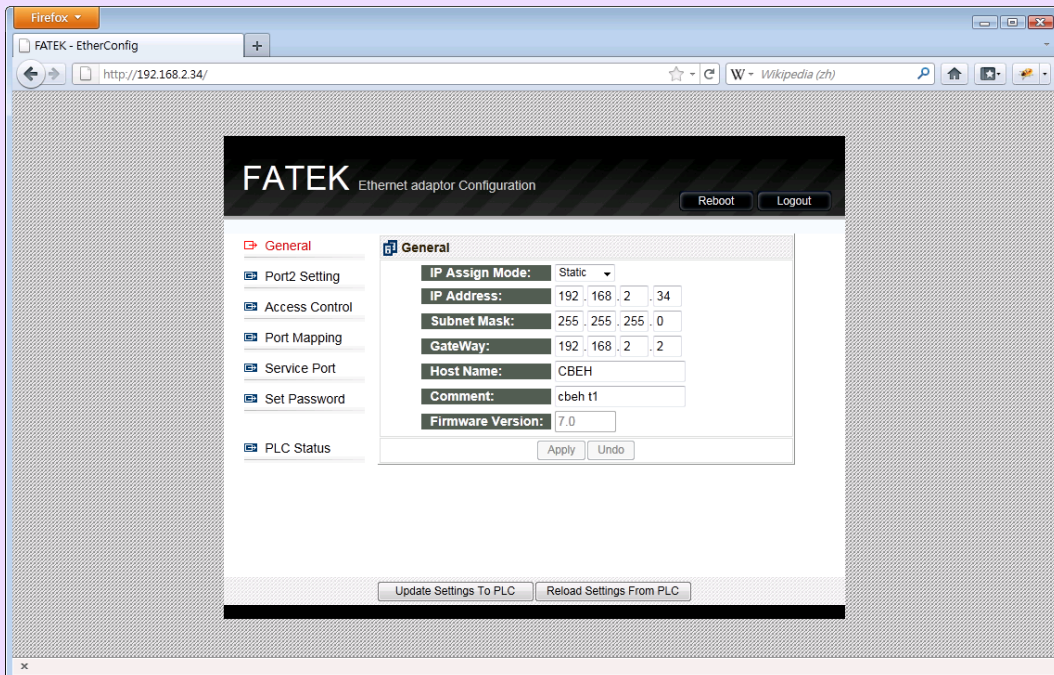 Firefox
FATEK - EtherConfig
http://192.168.2.34/
W Wikipedia (zh)
FATEK Ethernet adaptor Configuration
Reboot Logout
General
Port2 Setting
Access Control
Port Mapping
Service Port
Set Password
PLC Status
General
IP Assign Mode: Static
IP Address: 192 . 168 . 2 . 34
Subnet Mask: 255 . 255 . 255 . 0
GateWay: 192 . 168 . 2 . 2
Host Name: CBEH
Comment: cbeh t1
Firmware Version: 7.0
Apply Undo
Update Settings To PLC Reload Settings From PLC